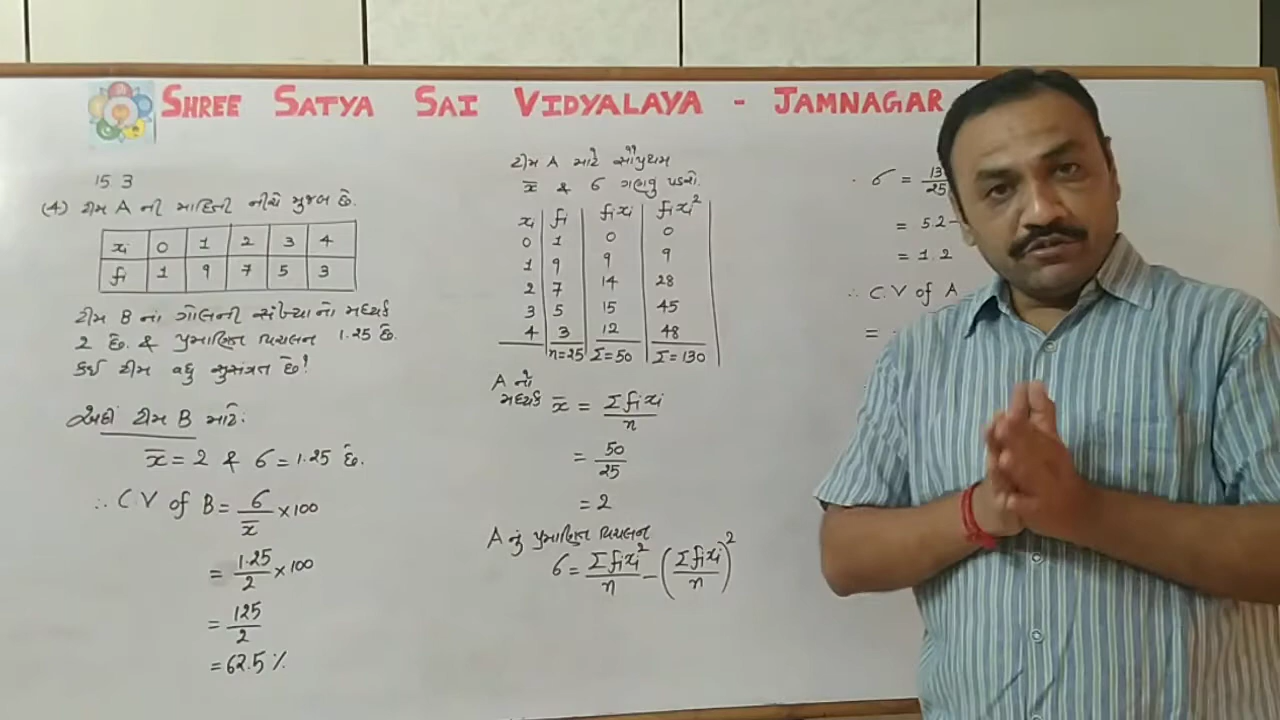 SHREE SATYA SAI VIDYALAYA - JAMNAGAR
15.3
(4) ટીમ A ની માહિતી નીચે મુજબ છે.
xi 0 1 2 3 4
fi 1 9 7 5 3
ટીમ B નાં ગોલની સંખ્યાનો મધ્યક
2 છે. & પ્રમાણિત વિચલન 1.25 છે.
કઈ ટીમ વધુ સુસંગત છે?
અહીં ટીમ B માટે:
x̅ = 2 & σ = 1.25 છે.
∴ C.V of B = σ/x̅ × 100
= 1.25/2 × 100
= 125/2
= 62.5 %
ટીમ A માટે સૌપ્રથમ
x̅ & σ ગણવું પડશે.
xi fi fixi fixi²
0 1 0 0
1 9 9 9
2 7 14 28
3 5 15 45
4 3 12 48
n=25 Σ=50 Σ=130
A નો
મધ્યક x̅ = Σfixi/n
= 50/25
= 2
A નું પ્રમાણિત વિચલન
σ = Σfixi²/n − (Σfixi/n)²
σ = 13/25
= 5.2-
= 1.2
∴ C.V of A
=